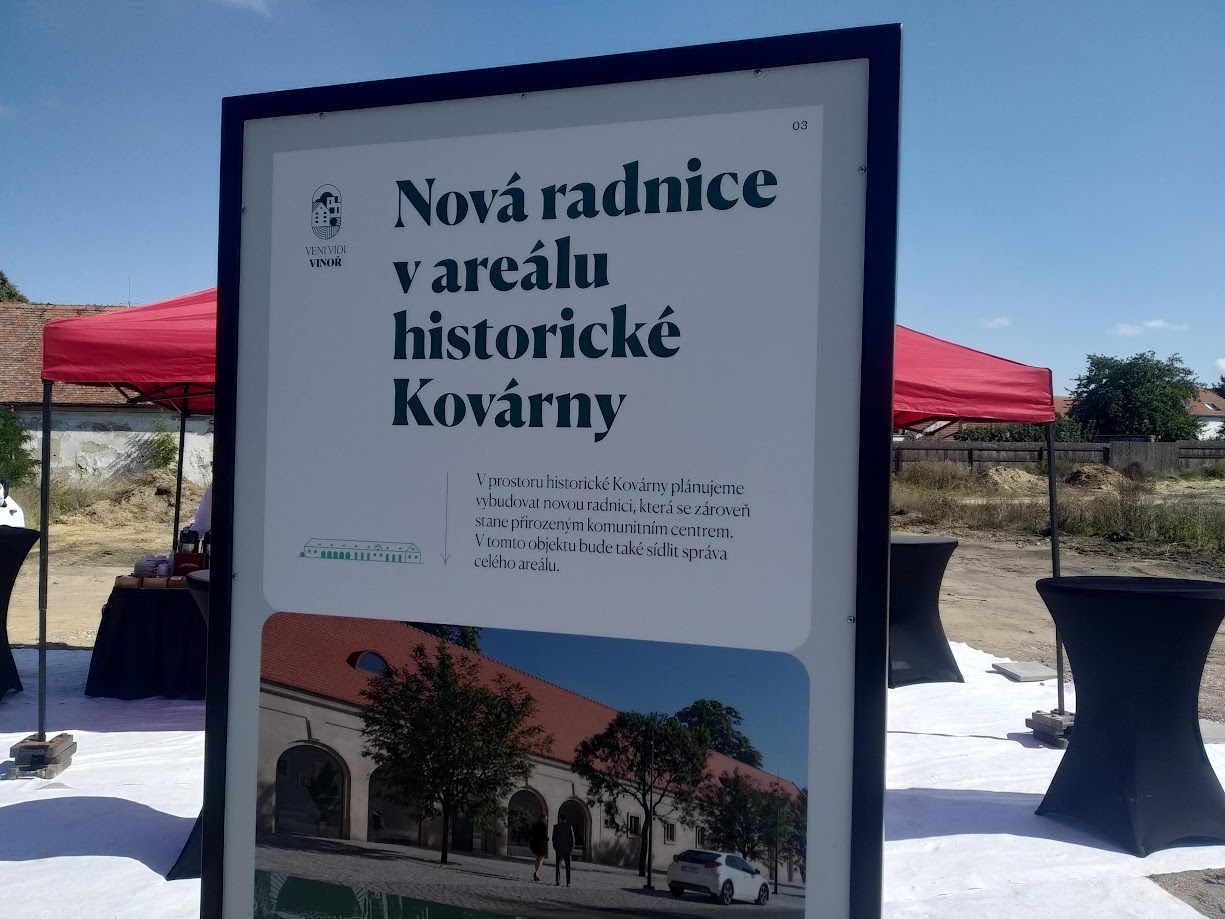 03
VENI VIDI
VINOŘ
Nová radnice
v areálu
historické
Kovárny
V prostoru historické Kovárny plánujeme
vybudovat novou radnici, která se zároveň
stane přirozeným komunitním centrem.
V tomto objektu bude také sídlit správa
celého areálu.